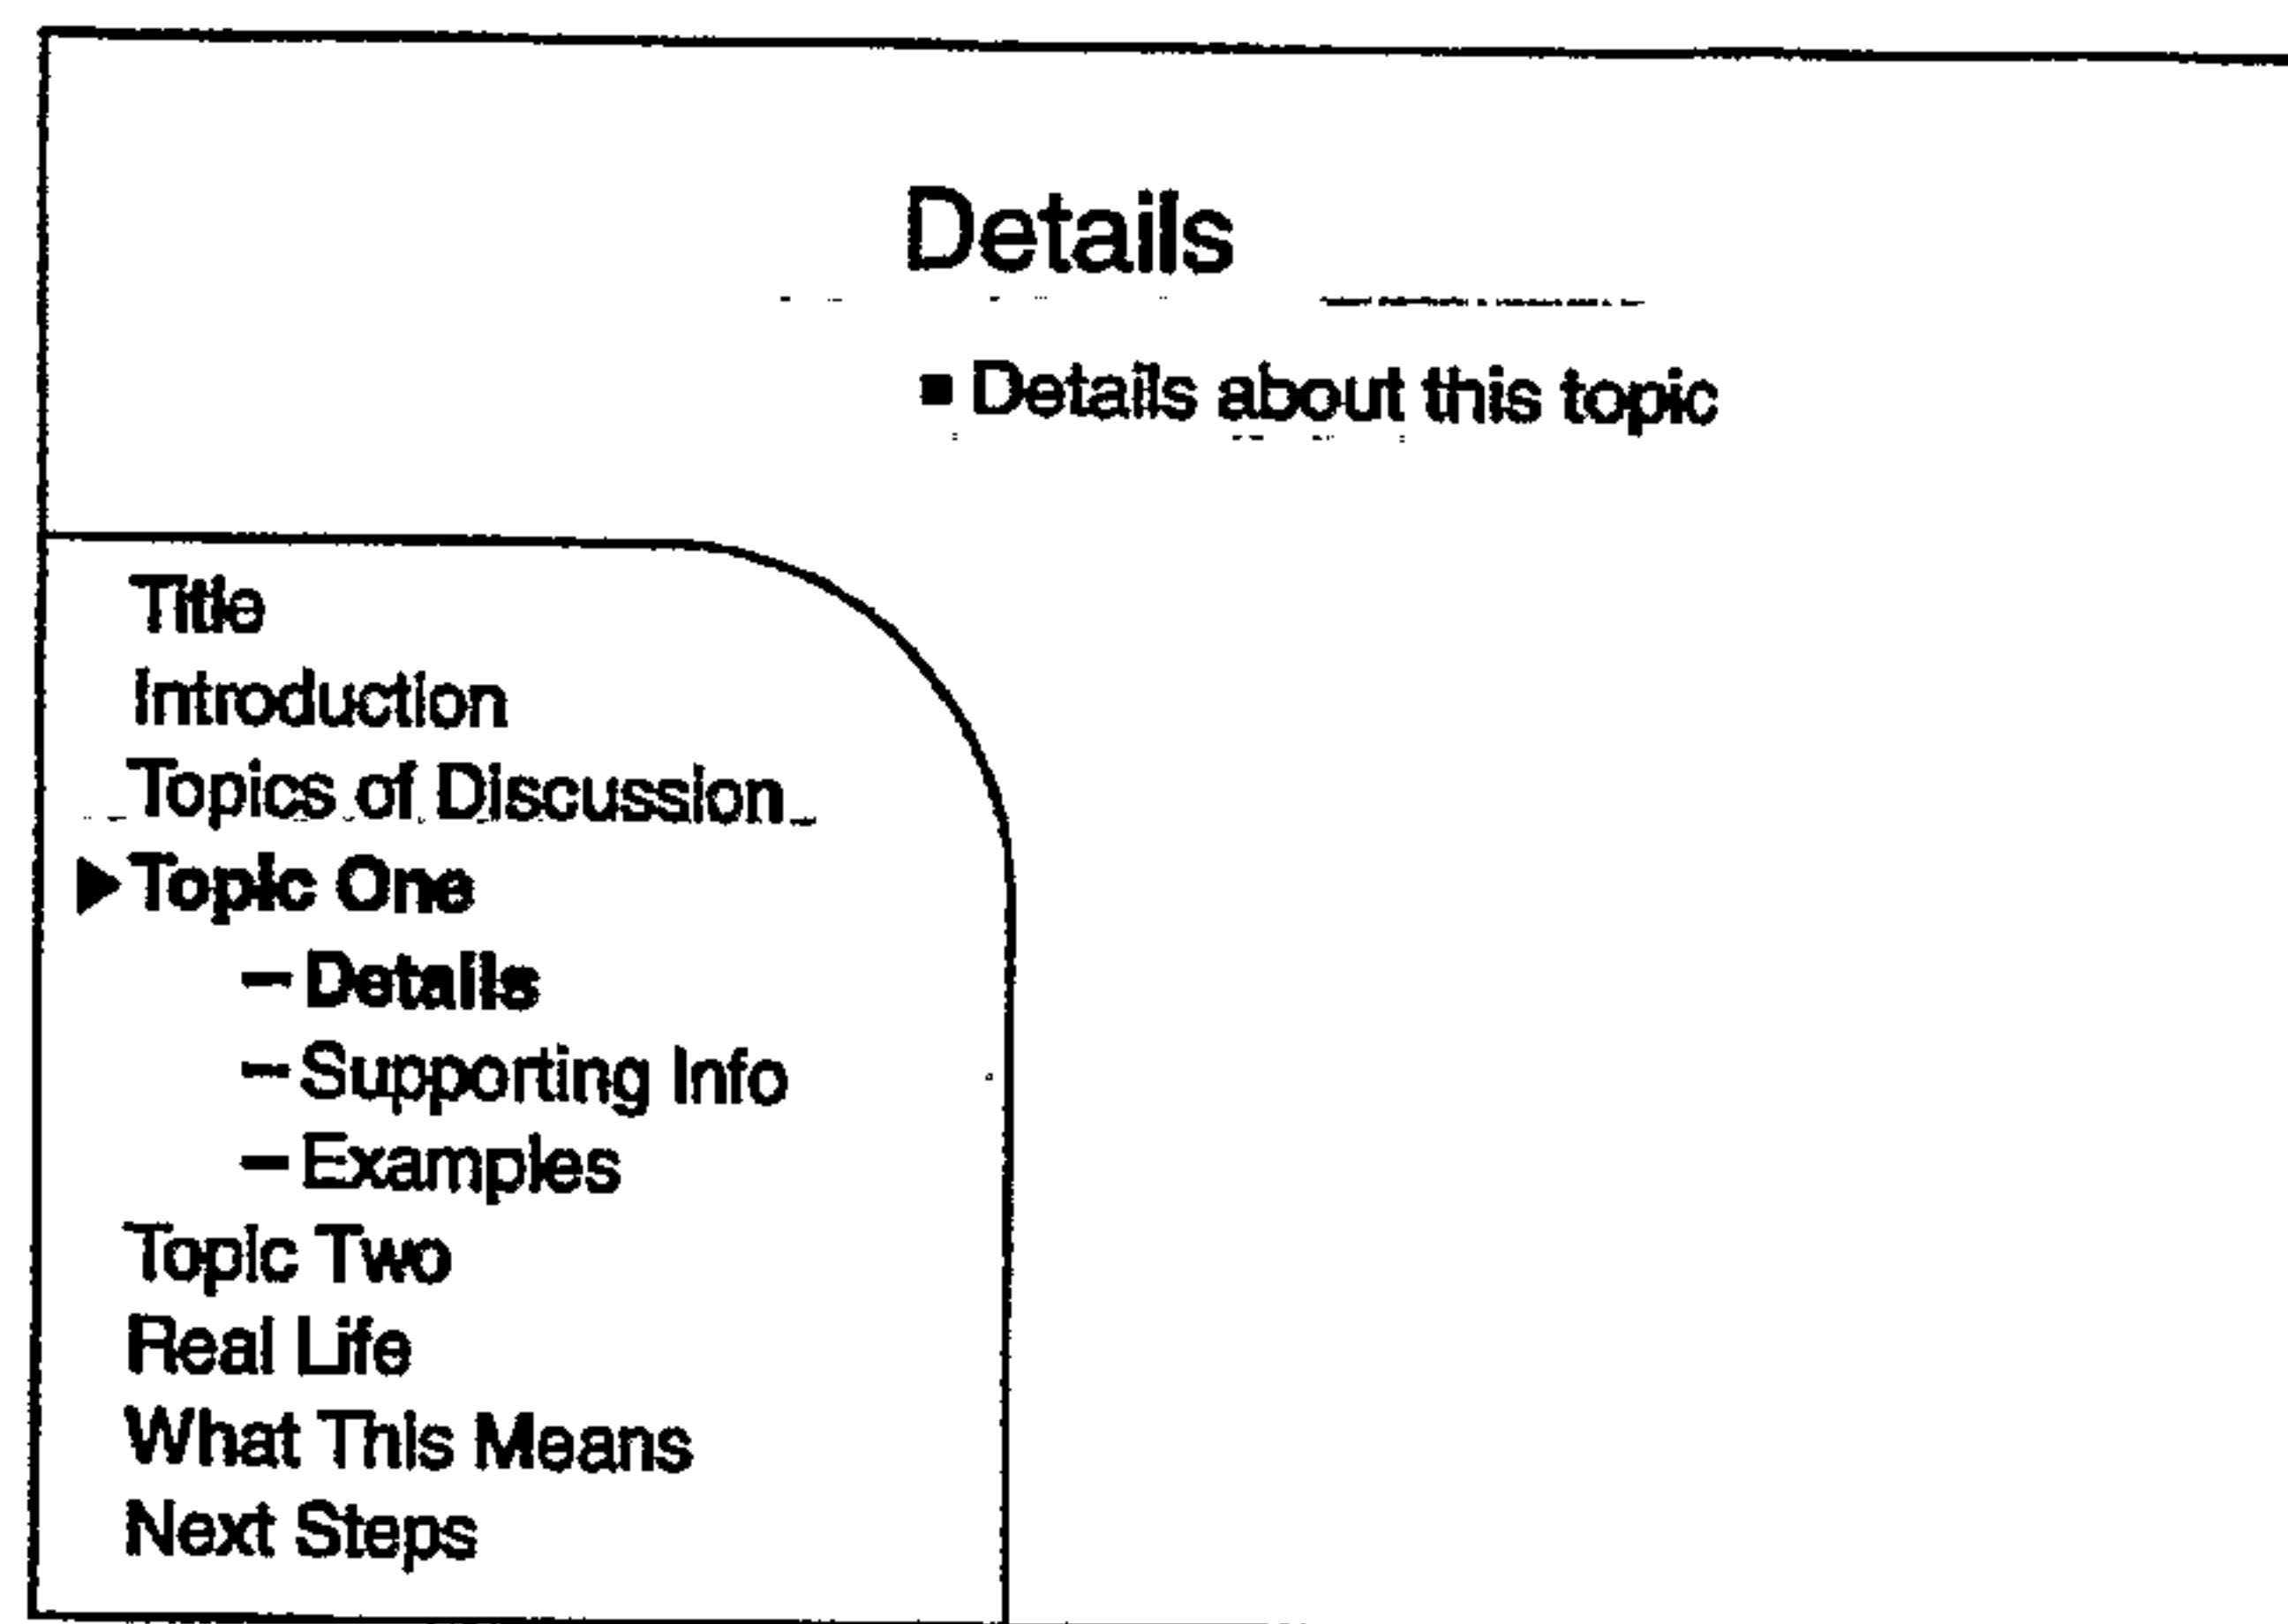 Details
▪ Details about this topic
Title
Introduction
Topics of Discussion
▶ Topic One
– Details
– Supporting Info
– Examples
Topic Two
Real Life
What This Means
Next Steps